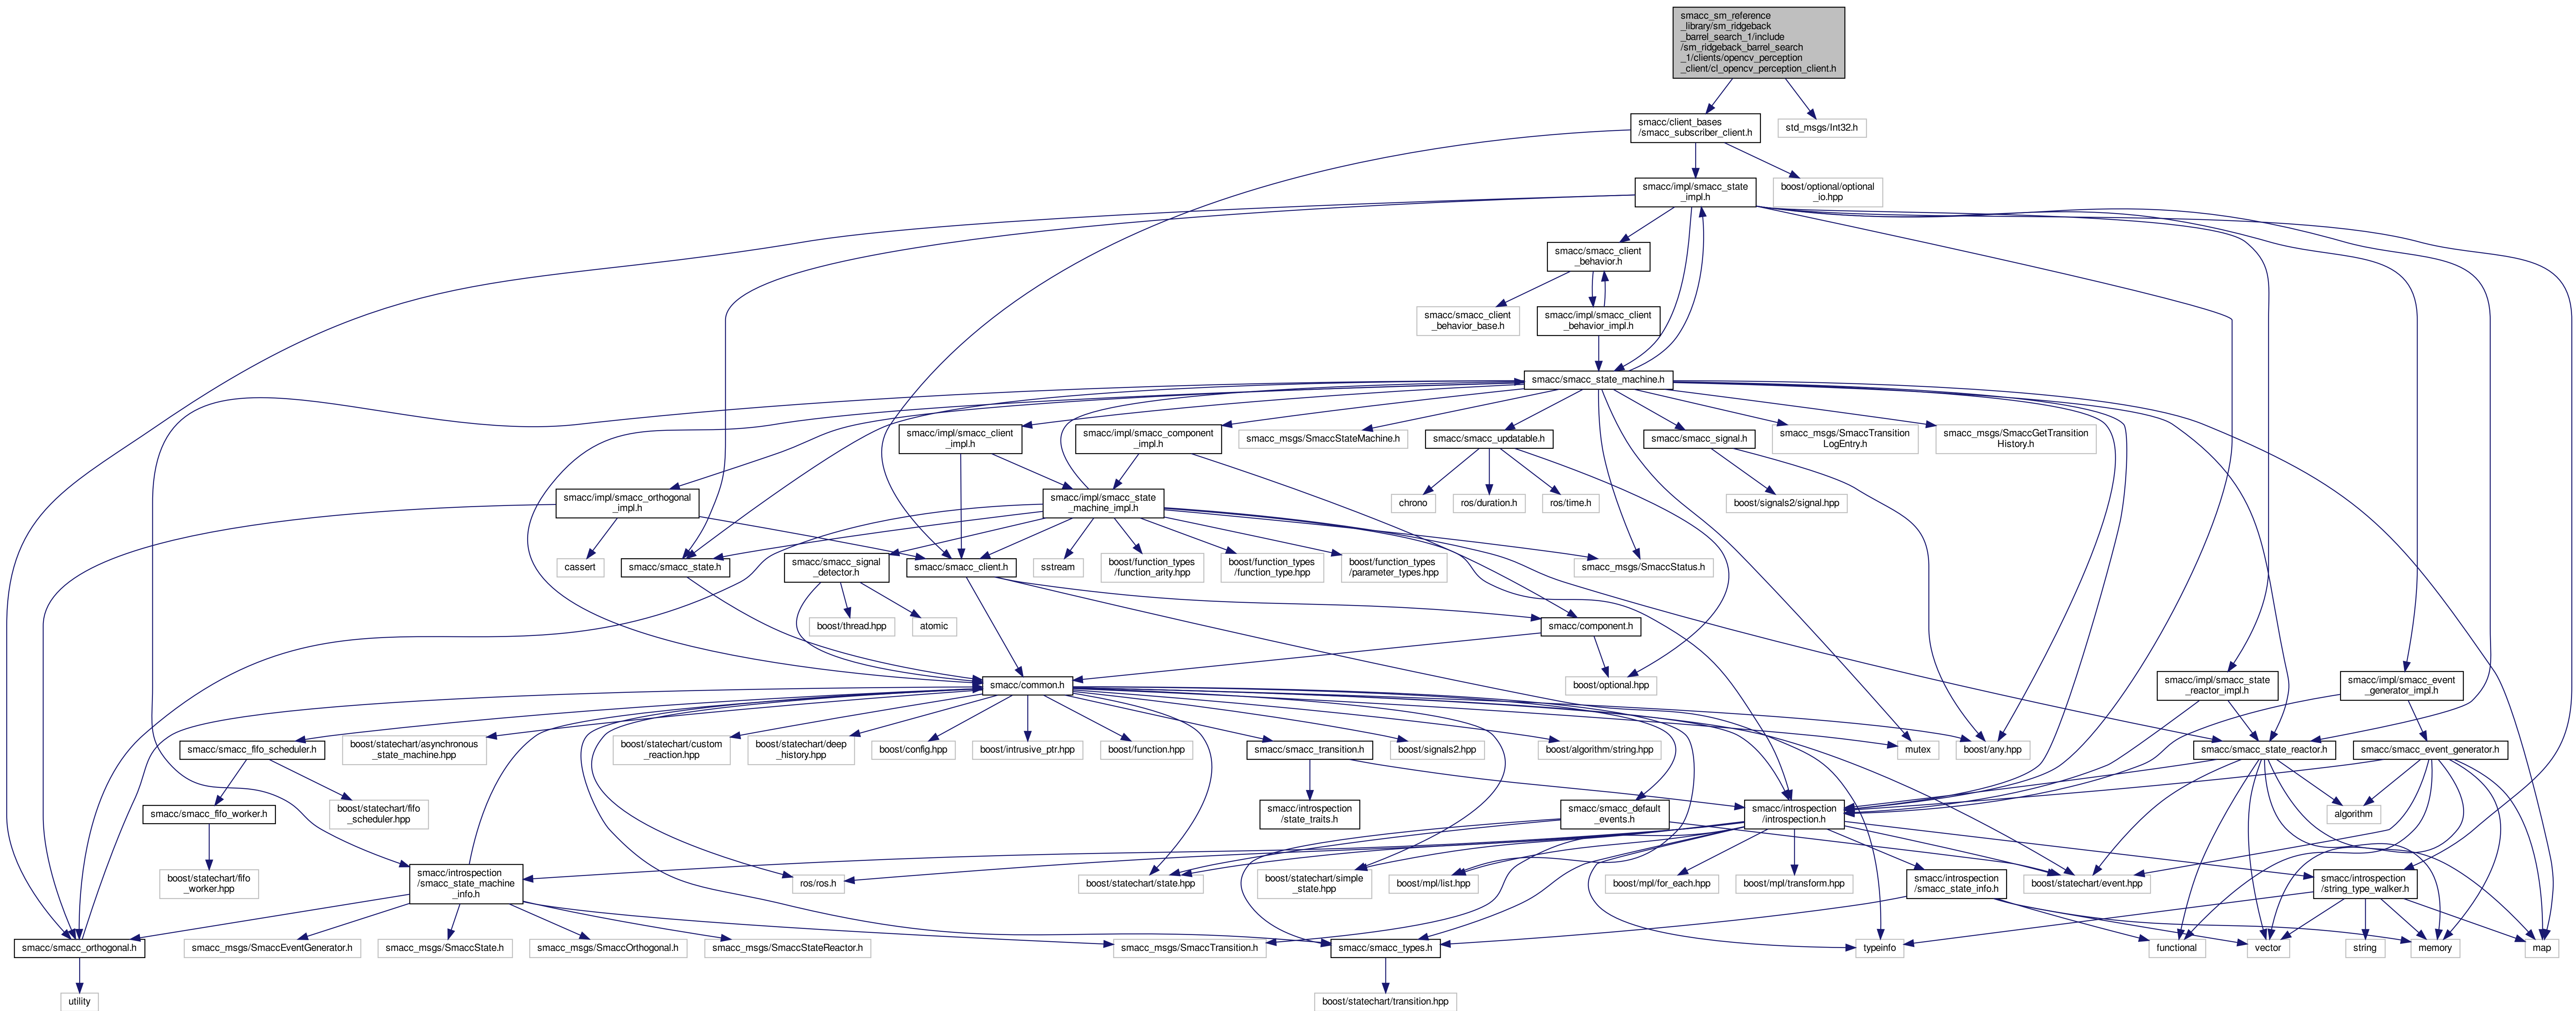 smacc_sm_reference
_library/sm_ridgeback
_barrel_search_1/include
/sm_ridgeback_barrel_search
_1/clients/opencv_perception
_client/cl_opencv_perception_client.h
smacc/client_bases
/smacc_subscriber_client.h
std_msgs/Int32.h
smacc/impl/smacc_state
_impl.h
boost/optional/optional
_io.hpp
smacc/smacc_client
_behavior.h
smacc/smacc_client
_behavior_base.h
smacc/impl/smacc_client
_behavior_impl.h
smacc/smacc_state_machine.h
smacc/impl/smacc_client
_impl.h
smacc/impl/smacc_component
_impl.h
smacc_msgs/SmaccStateMachine.h
smacc/smacc_updatable.h
smacc/smacc_signal.h
smacc_msgs/SmaccTransition
LogEntry.h
smacc_msgs/SmaccGetTransition
History.h
smacc/impl/smacc_orthogonal
_impl.h
smacc/impl/smacc_state
_machine_impl.h
chrono
ros/duration.h
ros/time.h
boost/signals2/signal.hpp
cassert
smacc/smacc_state.h
smacc/smacc_signal
_detector.h
smacc/smacc_client.h
sstream
boost/function_types
/function_arity.hpp
boost/function_types
/function_type.hpp
boost/function_types
/parameter_types.hpp
smacc_msgs/SmaccStatus.h
boost/thread.hpp
atomic
smacc/component.h
smacc/common.h
boost/optional.hpp
smacc/impl/smacc_state
_reactor_impl.h
smacc/impl/smacc_event
_generator_impl.h
smacc/smacc_fifo_scheduler.h
boost/statechart/asynchronous
_state_machine.hpp
boost/statechart/custom
_reaction.hpp
boost/statechart/deep
_history.hpp
boost/config.hpp
boost/intrusive_ptr.hpp
boost/function.hpp
smacc/smacc_transition.h
boost/signals2.hpp
boost/algorithm/string.hpp
mutex
boost/any.hpp
smacc/smacc_state_reactor.h
smacc/smacc_event_generator.h
smacc/smacc_fifo_worker.h
boost/statechart/fifo
_scheduler.hpp
smacc/introspection
/state_traits.h
smacc/smacc_default
_events.h
smacc/introspection
/introspection.h
algorithm
boost/statechart/fifo
_worker.hpp
smacc/introspection
/smacc_state_machine
_info.h
ros/ros.h
boost/statechart/state.hpp
boost/statechart/simple
_state.hpp
boost/mpl/list.hpp
boost/mpl/for_each.hpp
boost/mpl/transform.hpp
smacc/introspection
/smacc_state_info.h
boost/statechart/event.hpp
smacc/introspection
/string_type_walker.h
smacc/smacc_orthogonal.h
smacc_msgs/SmaccEventGenerator.h
smacc_msgs/SmaccState.h
smacc_msgs/SmaccOrthogonal.h
smacc_msgs/SmaccStateReactor.h
smacc_msgs/SmaccTransition.h
smacc/smacc_types.h
typeinfo
functional
vector
string
memory
map
utility
boost/statechart/transition.hpp